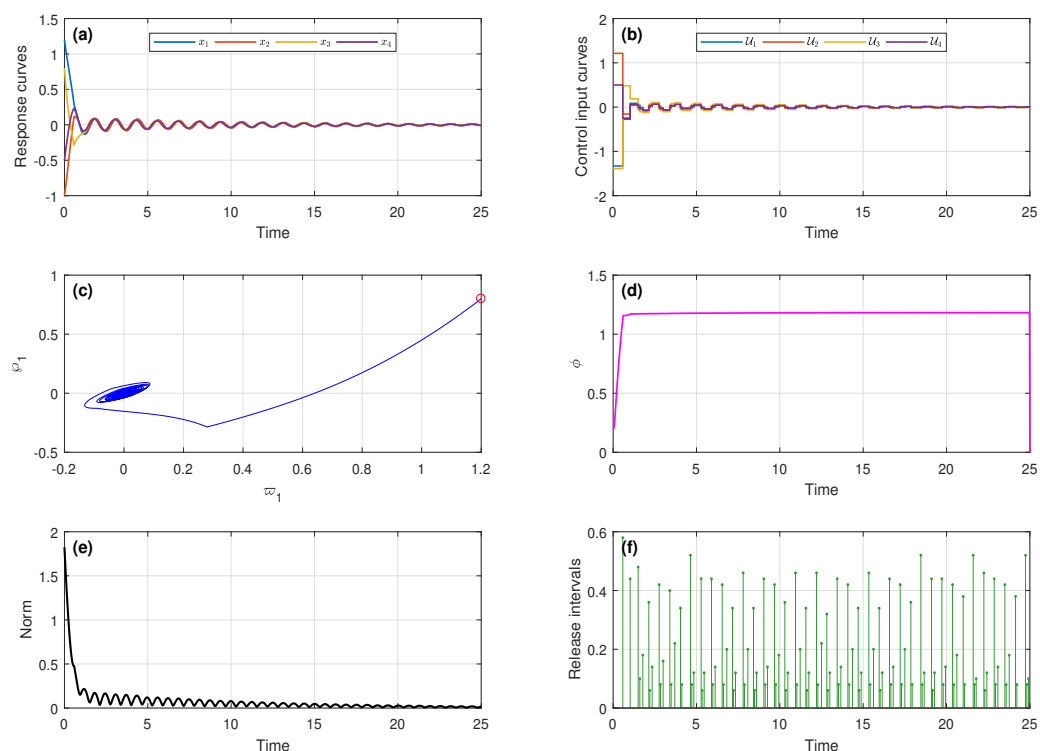 (a)
x₁ x₂ x₃ x₄
Response curves
1.5
1
0.5
0
-0.5
-1
0 5 10 15 20 25
Time
(b)
𝒰₁ 𝒰₂ 𝒰₃ 𝒰₄
Control input curves
2
1
0
-1
-2
0 5 10 15 20 25
Time
(c)
℘₁
1
0.5
0
-0.5
-0.2 0 0.2 0.4 0.6 0.8 1 1.2
ϖ₁
(d)
ϕ
1.5
1
0.5
0
0 5 10 15 20 25
Time
(e)
Norm
2
1.5
1
0.5
0
0 5 10 15 20 25
Time
(f)
Release intervals
0.6
0.4
0.2
0
0 5 10 15 20 25
Time